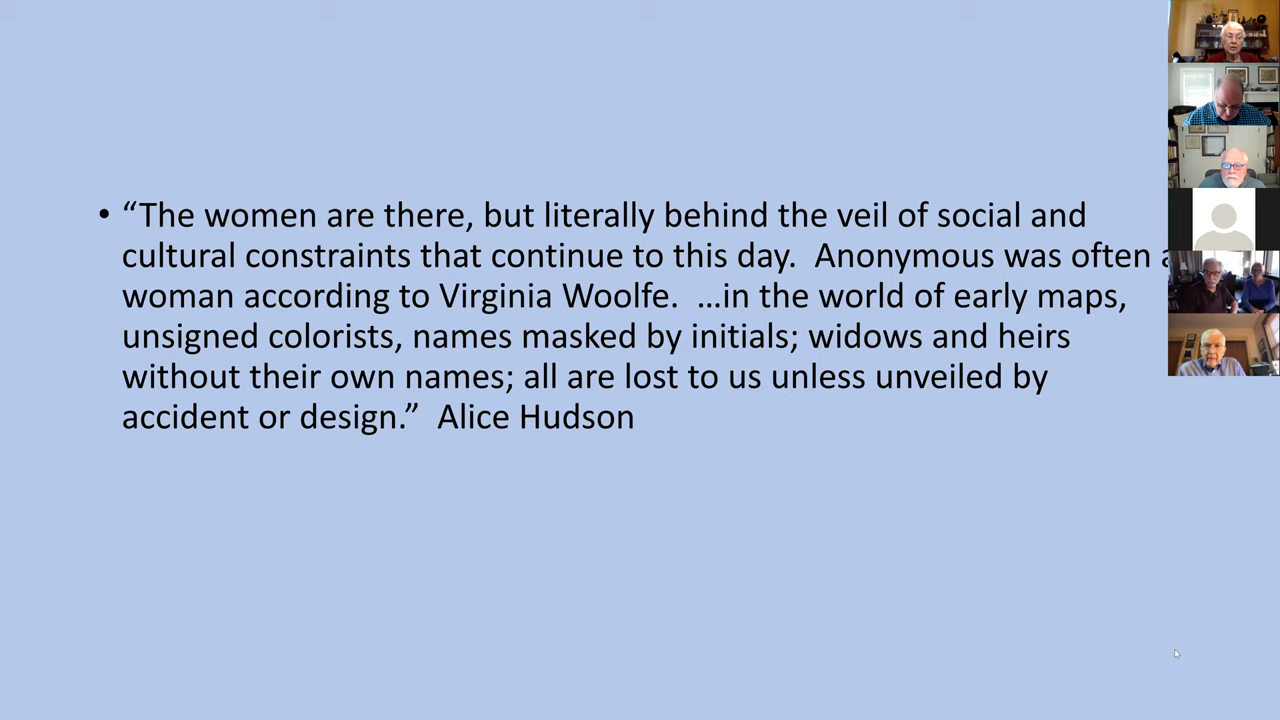 • “The women are there, but literally behind the veil of social and
cultural constraints that continue to this day.  Anonymous was often a
woman according to Virginia Woolfe.  …in the world of early maps,
unsigned colorists, names masked by initials; widows and heirs
without their own names; all are lost to us unless unveiled by
accident or design.”  Alice Hudson